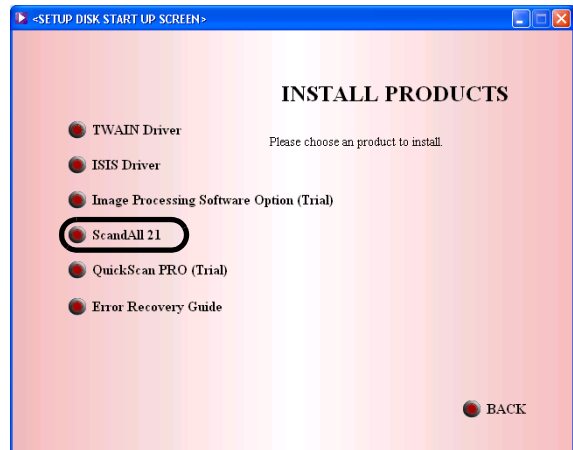 <SETUP DISK START UP SCREEN>
INSTALL PRODUCTS
Please choose an product to install.
TWAIN Driver
ISIS Driver
Image Processing Software Option (Trial)
ScandAll 21
QuickScan PRO (Trial)
Error Recovery Guide
BACK